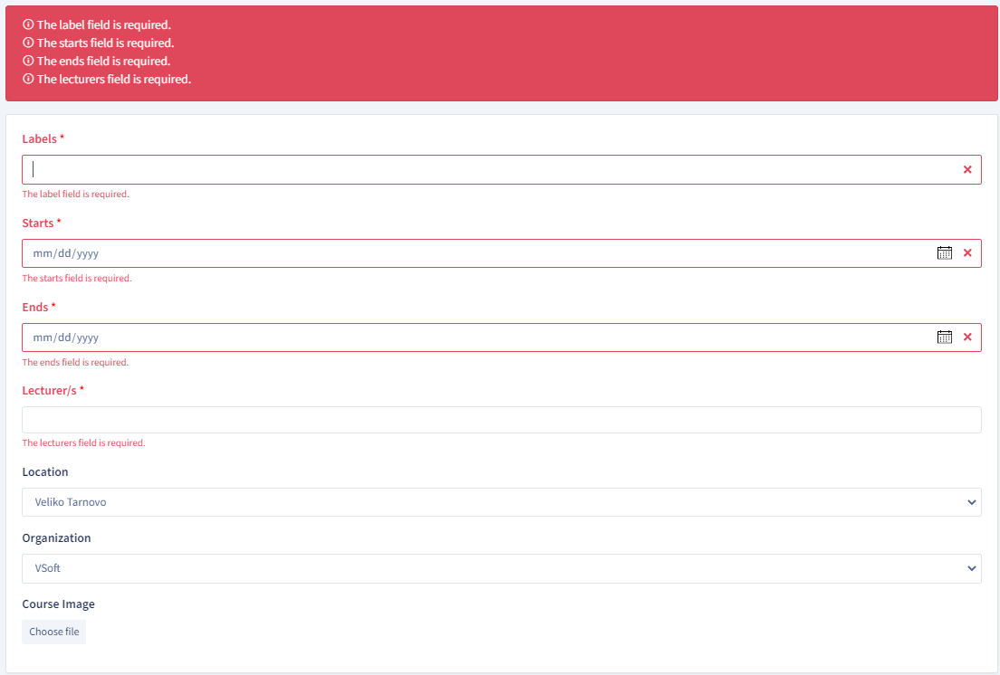 The label field is required.
The starts field is required.
The ends field is required.
The lecturers field is required.
Labels *
The label field is required.
Starts *
mm/dd/yyyy
The starts field is required.
Ends *
mm/dd/yyyy
The ends field is required.
Lecturer/s *
The lecturers field is required.
Location
Veliko Tarnovo
Organization
VSoft
Course Image
Choose file